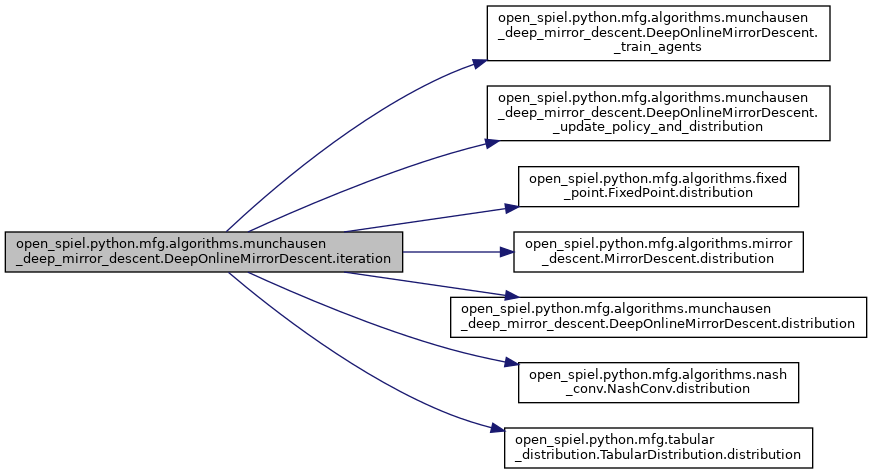 open_spiel.python.mfg.algorithms.munchausen
_deep_mirror_descent.DeepOnlineMirrorDescent.
_train_agents
open_spiel.python.mfg.algorithms.munchausen
_deep_mirror_descent.DeepOnlineMirrorDescent.
_update_policy_and_distribution
open_spiel.python.mfg.algorithms.fixed
_point.FixedPoint.distribution
open_spiel.python.mfg.algorithms.munchausen
_deep_mirror_descent.DeepOnlineMirrorDescent.iteration
open_spiel.python.mfg.algorithms.mirror
_descent.MirrorDescent.distribution
open_spiel.python.mfg.algorithms.munchausen
_deep_mirror_descent.DeepOnlineMirrorDescent.distribution
open_spiel.python.mfg.algorithms.nash
_conv.NashConv.distribution
open_spiel.python.mfg.tabular
_distribution.TabularDistribution.distribution